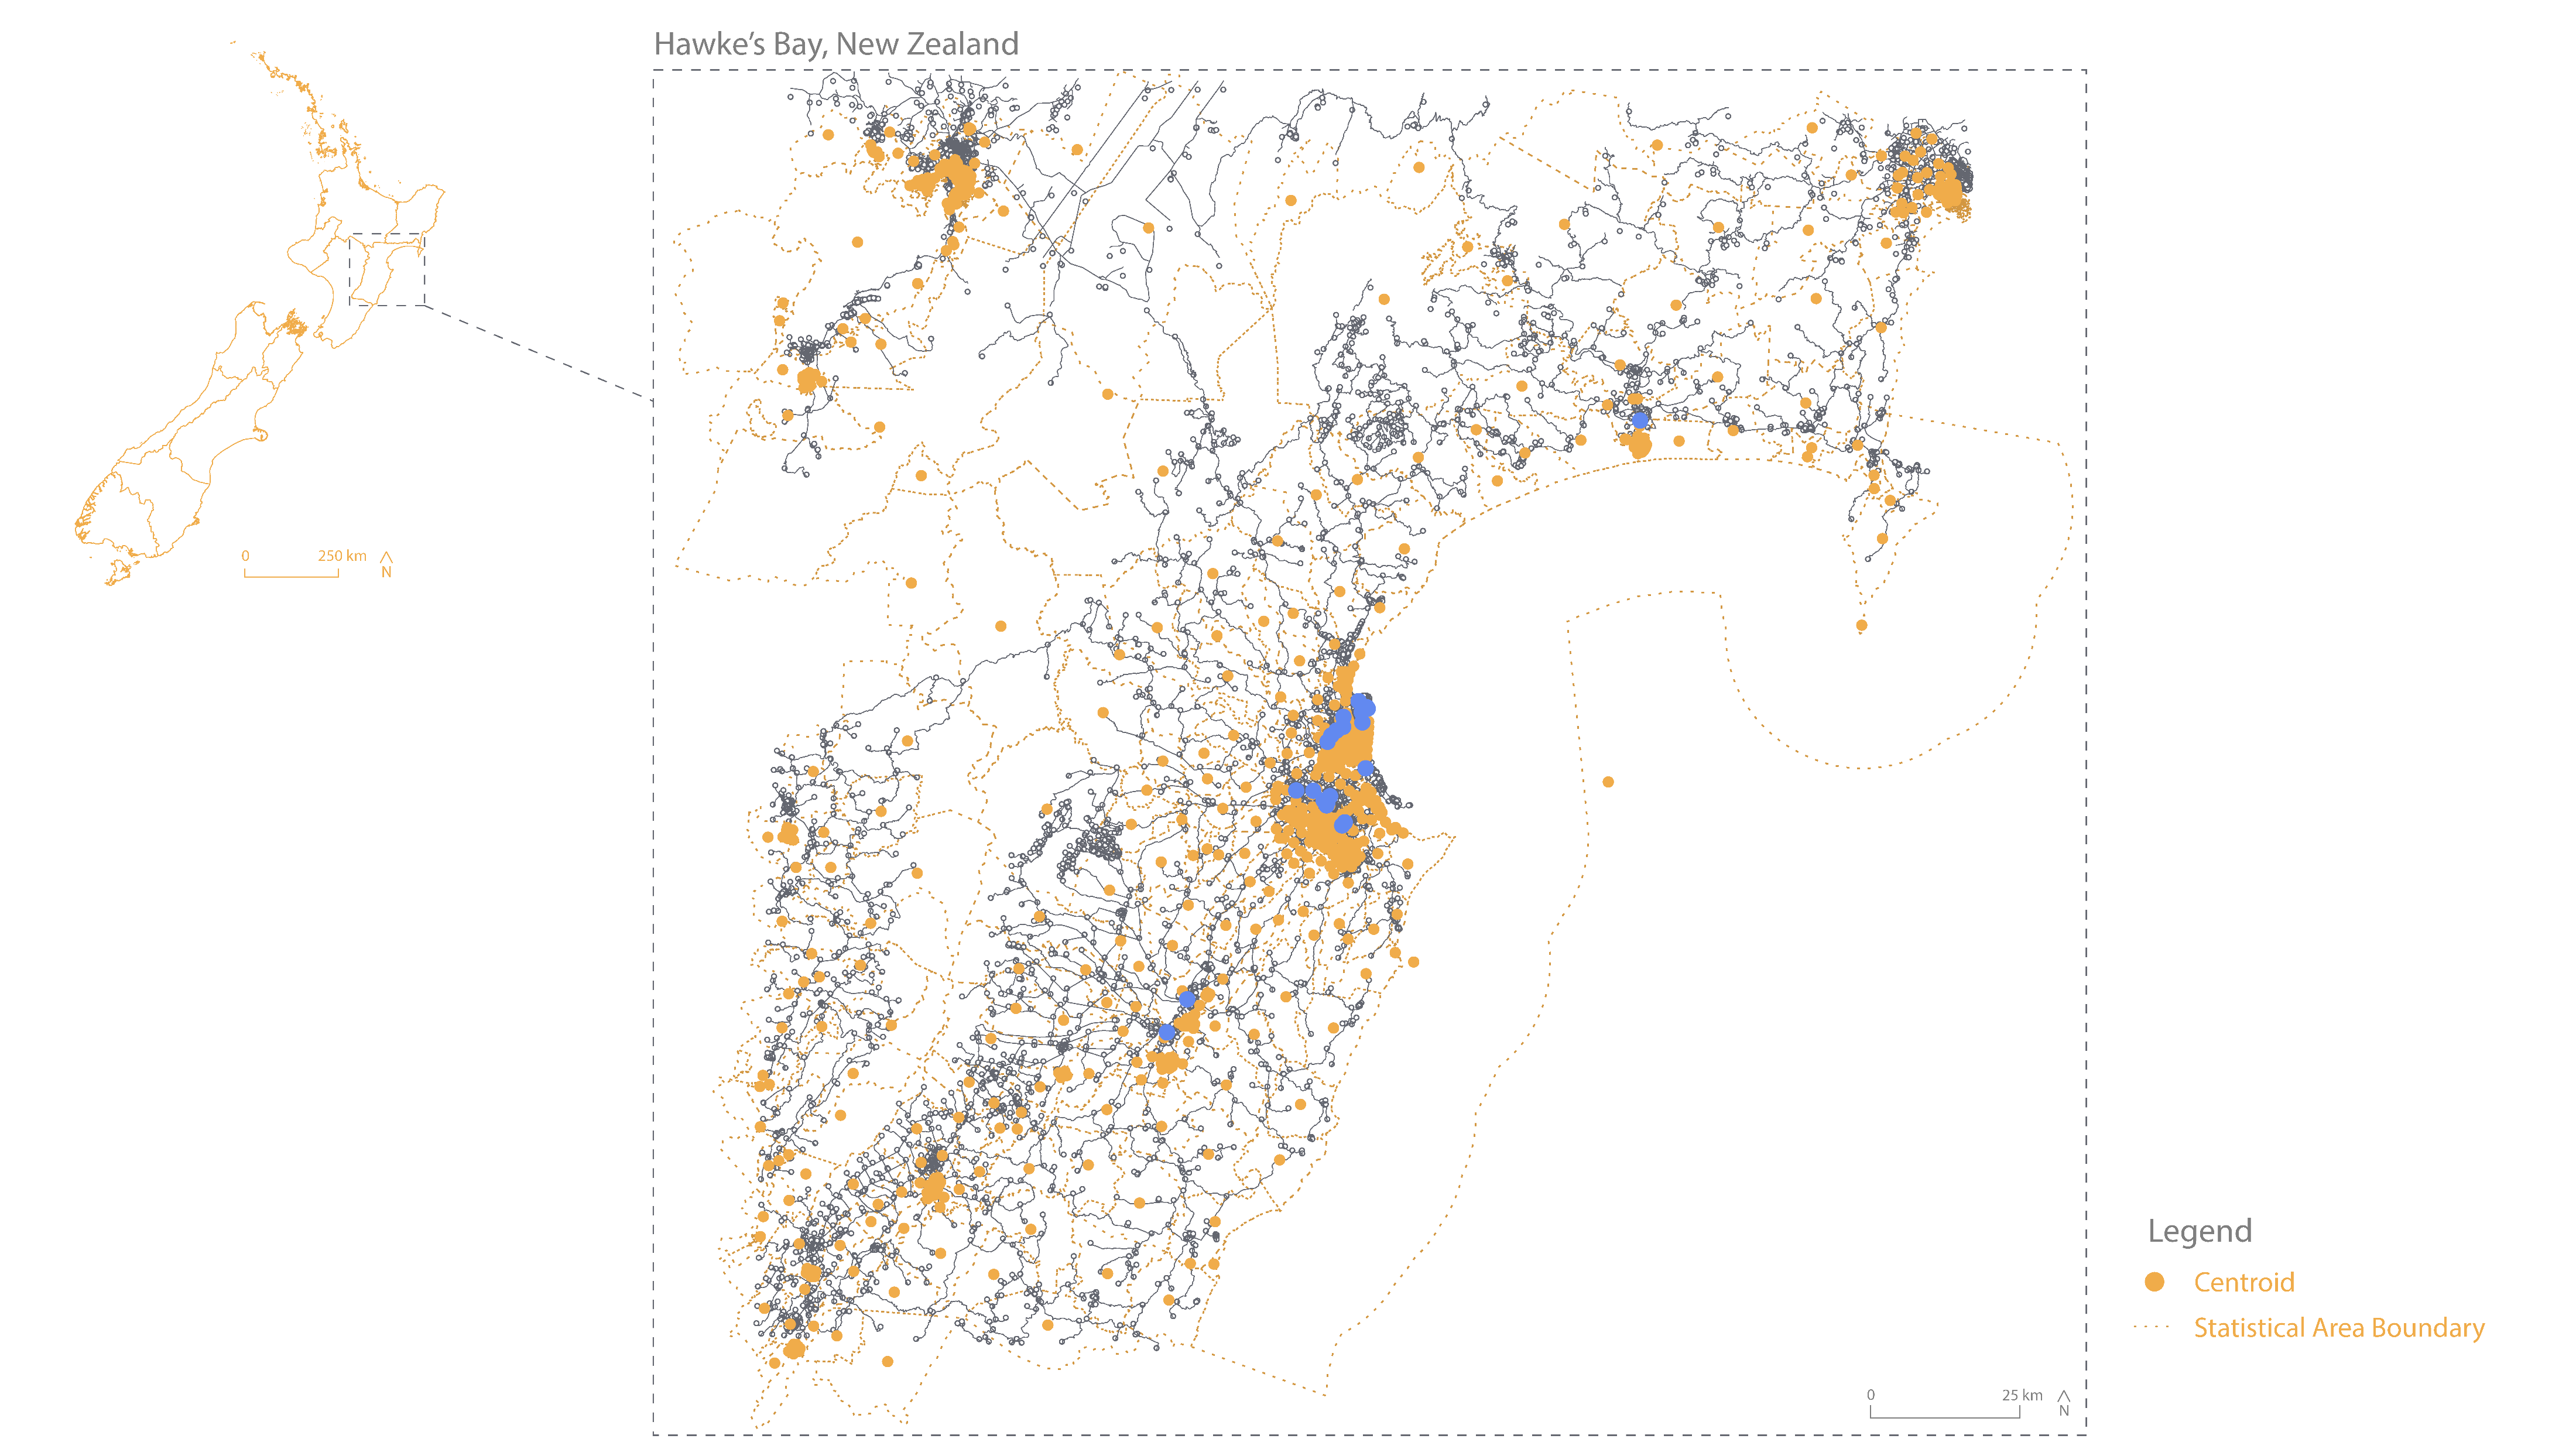 Hawke’s Bay, New Zealand
0 250 km
N
Legend
Centroid
Statistical Area Boundary
0 25 km
N